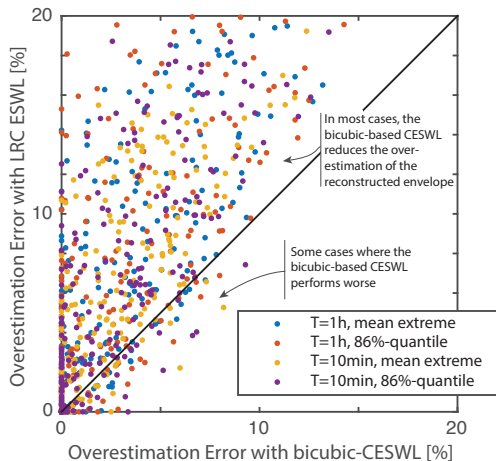 20
In most cases, the
bicubic-based CESWL
reduces the over-
estimation of the
reconstructed envelope
10
Some cases where the
bicubic-based CESWL
performs worse
T=1h, mean extreme
T=1h, 86%-quantile
T=10min, mean extreme
T=10min, 86%-quantile
0
0
10
20
Overestimation Error with LRC ESWL [%]
Overestimation Error with bicubic-CESWL [%]